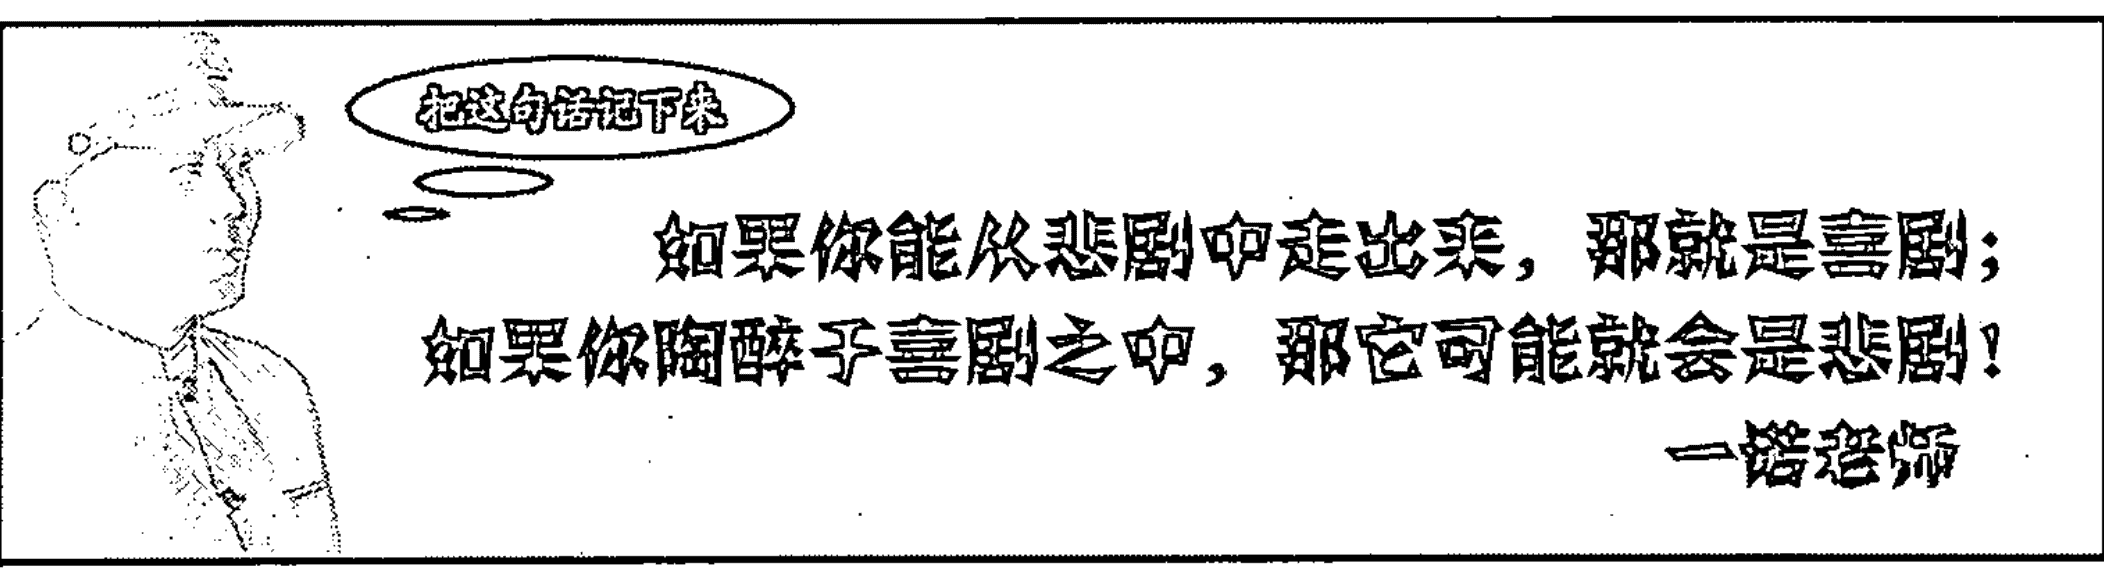 把这句话记下来
如果你能从悲剧中走出来，那就是喜剧；
如果你陶醉于喜剧之中，那它可能就会是悲剧！
一诺老师